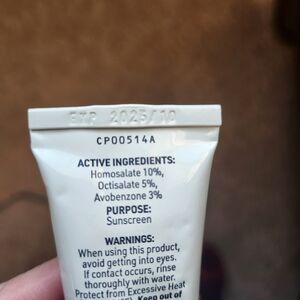 EXP 2025/10
CP00514A
ACTIVE INGREDIENTS:
Homosalate 10%,
Octisalate 5%,
Avobenzone 3%
PURPOSE:
Sunscreen
WARNINGS:
When using this product,
avoid getting into eyes.
If contact occurs, rinse
thoroughly with water.
Protect from Excessive Heat
Keep out of